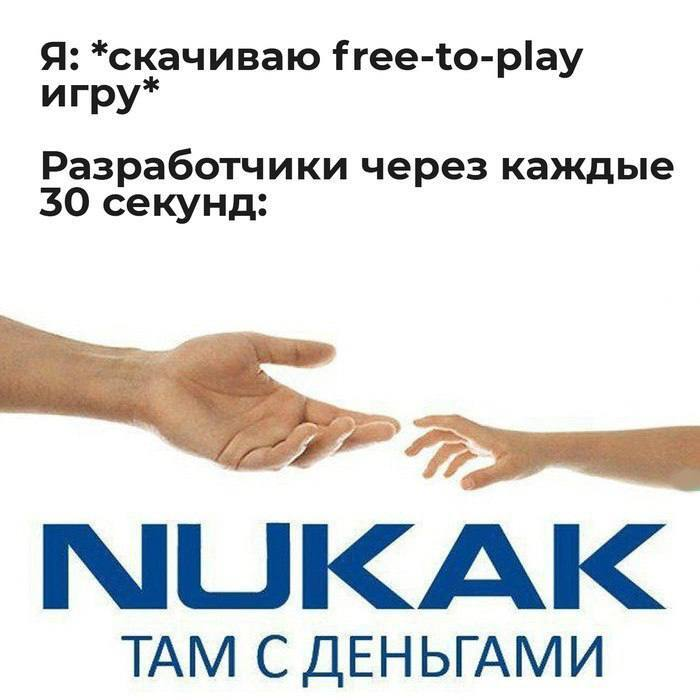 Я: *скачиваю free-to-play
игру*
Разработчики через каждые
30 секунд:
NUKAK
ТАМ С ДЕНЬГАМИ